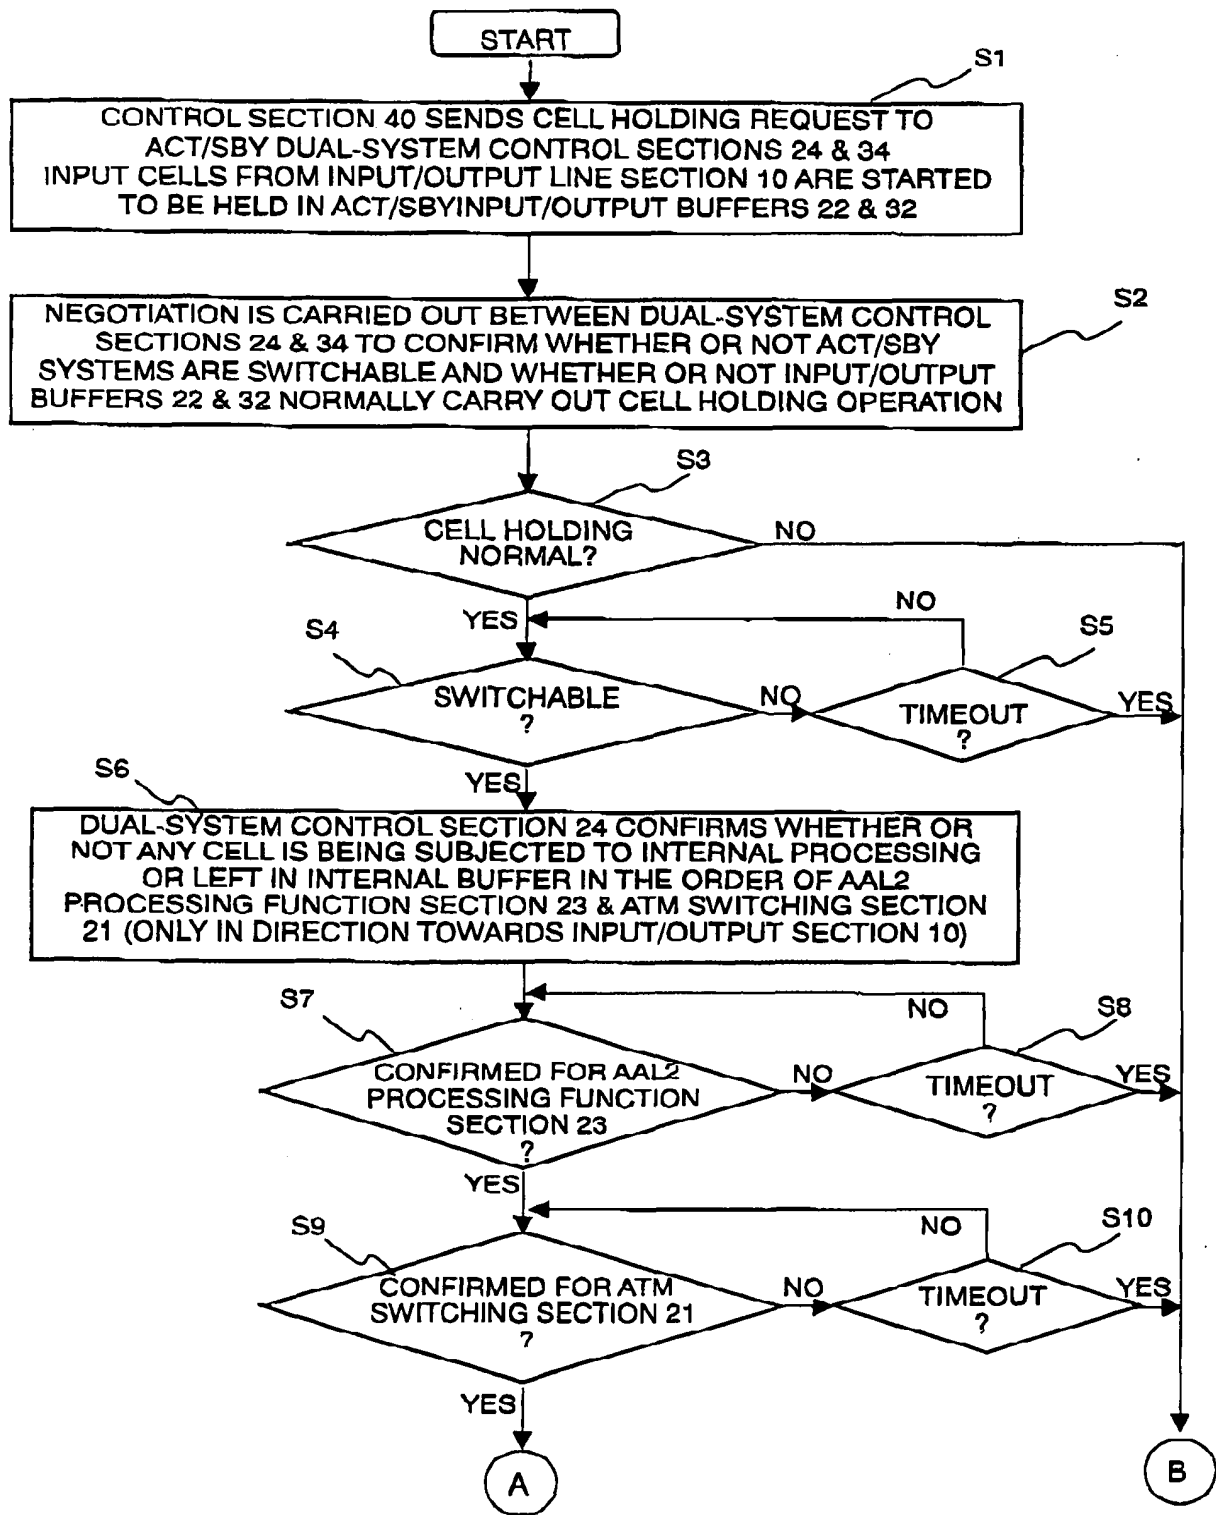 START
S1
CONTROL SECTION 40 SENDS CELL HOLDING REQUEST TO
ACT/SBY DUAL-SYSTEM CONTROL SECTIONS 24 & 34
INPUT CELLS FROM INPUT/OUTPUT LINE SECTION 10 ARE STARTED
TO BE HELD IN ACT/SBYINPUT/OUTPUT BUFFERS 22 & 32
S2
NEGOTIATION IS CARRIED OUT BETWEEN DUAL-SYSTEM CONTROL
SECTIONS 24 & 34 TO CONFIRM WHETHER OR NOT ACT/SBY
SYSTEMS ARE SWITCHABLE AND WHETHER OR NOT INPUT/OUTPUT
BUFFERS 22 & 32 NORMALLY CARRY OUT CELL HOLDING OPERATION
S3
CELL HOLDING
NORMAL?
NO
YES
NO
S4
S5
SWITCHABLE
?
NO
TIMEOUT
?
YES
YES
S6
DUAL-SYSTEM CONTROL SECTION 24 CONFIRMS WHETHER OR
NOT ANY CELL IS BEING SUBJECTED TO INTERNAL PROCESSING
OR LEFT IN INTERNAL BUFFER IN THE ORDER OF AAL2
PROCESSING FUNCTION SECTION 23 & ATM SWITCHING SECTION
21 (ONLY IN DIRECTION TOWARDS INPUT/OUTPUT SECTION 10)
S7
NO
S8
CONFIRMED FOR AAL2
PROCESSING FUNCTION
SECTION 23
?
NO
TIMEOUT
?
YES
YES
S9
NO
S10
CONFIRMED FOR ATM
SWITCHING SECTION 21
?
NO
TIMEOUT
?
YES
YES
A
B